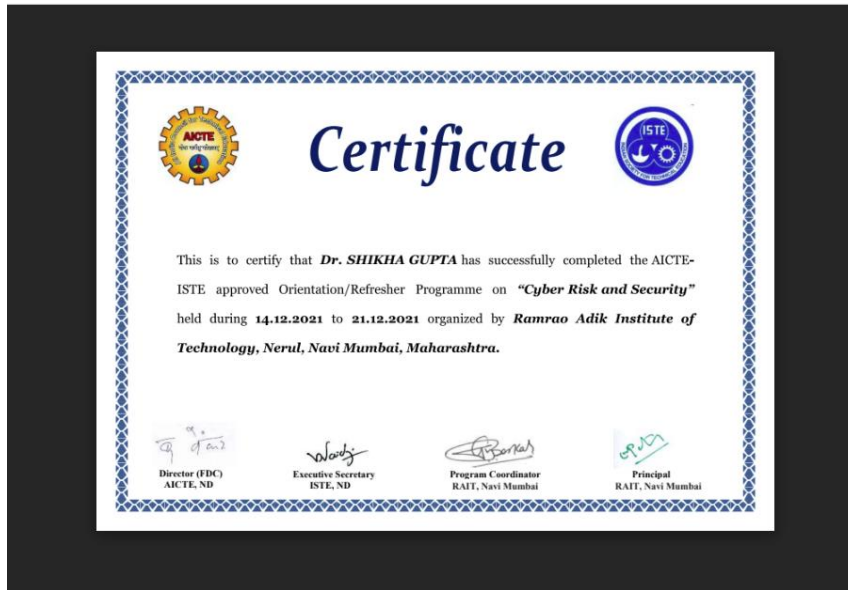 AICTE
ISTE
Certificate
This is to certify that Dr. SHIKHA GUPTA has successfully completed the AICTE-
ISTE approved Orientation/Refresher Programme on “Cyber Risk and Security”
held during 14.12.2021 to 21.12.2021 organized by Ramrao Adik Institute of
Technology, Nerul, Navi Mumbai, Maharashtra.
Director (FDC)
AICTE, ND
Executive Secretary
ISTE, ND
Program Coordinator
RAIT, Navi Mumbai
Principal
RAIT, Navi Mumbai